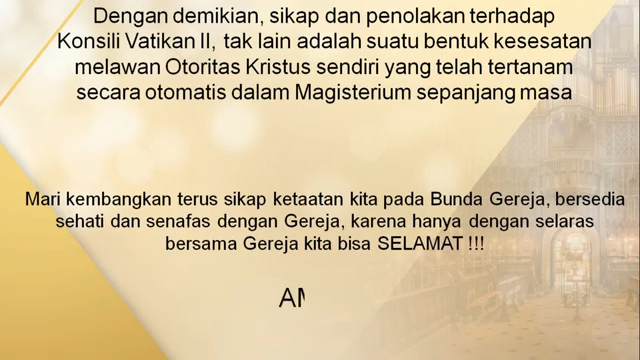 Dengan demikian, sikap dan penolakan terhadap
Konsili Vatikan II, tak lain adalah suatu bentuk kesesatan
melawan Otoritas Kristus sendiri yang telah tertanam
secara otomatis dalam Magisterium sepanjang masa
Mari kembangkan terus sikap ketaatan kita pada Bunda Gereja, bersedia
sehati dan senafas dengan Gereja, karena hanya dengan selaras
bersama Gereja kita bisa SELAMAT !!!